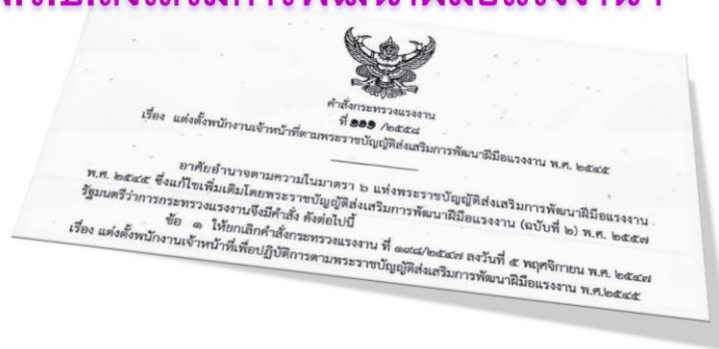 คำสั่งกระทรวงแรงงาน
ที่ ๑๑๑ /๒๕๕๘
เรื่อง แต่งตั้งพนักงานเจ้าหน้าที่ตามพระราชบัญญัติส่งเสริมการพัฒนาฝีมือแรงงาน พ.ศ. ๒๕๔๕
อาศัยอำนาจตามความในมาตรา ๖ แห่งพระราชบัญญัติส่งเสริมการพัฒนาฝีมือแรงงาน
พ.ศ. ๒๕๔๕ ซึ่งแก้ไขเพิ่มเติมโดยพระราชบัญญัติส่งเสริมการพัฒนาฝีมือแรงงาน (ฉบับที่ ๒) พ.ศ. ๒๕๕๗
รัฐมนตรีว่าการกระทรวงแรงงานจึงมีคำสั่ง ดังต่อไปนี้
ข้อ ๑ ให้ยกเลิกคำสั่งกระทรวงแรงงาน ที่ ๑๙๘/๒๕๔๗ ลงวันที่ ๕ พฤศจิกายน พ.ศ. ๒๕๔๗
เรื่อง แต่งตั้งพนักงานเจ้าหน้าที่เพื่อปฏิบัติการตามพระราชบัญญัติส่งเสริมการพัฒนาฝีมือแรงงาน พ.ศ.๒๕๔๕